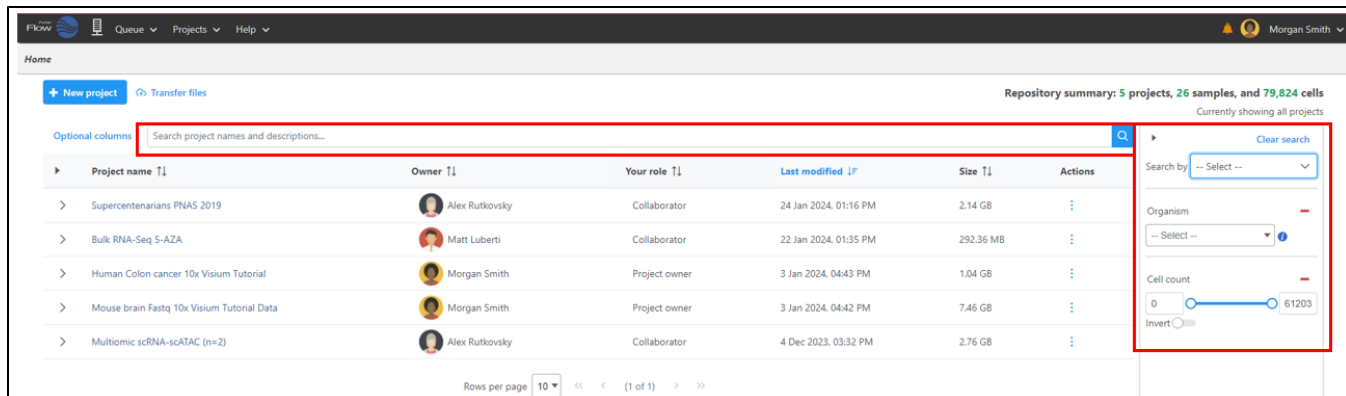 Partek
Flow Queue Projects Help Morgan Smith
Home
+ New project Transfer files Repository summary: 5 projects, 26 samples, and 79,824 cells
Currently showing all projects
Optional columns Search project names and descriptions... Clear search
Search by -- Select --
Project name Owner Your role Last modified Size Actions
Supercentenarians PNAS 2019 Alex Rutkovsky Collaborator 24 Jan 2024, 01:16 PM 2.14 GB
Organism
Bulk RNA-Seq 5-AZA Matt Luberti Collaborator 22 Jan 2024, 01:35 PM 292.36 MB
-- Select --
Human Colon cancer 10x Visium Tutorial Morgan Smith Project owner 3 Jan 2024, 04:43 PM 1.04 GB
Cell count
Mouse brain Fastq 10x Visium Tutorial Data Morgan Smith Project owner 3 Jan 2024, 04:42 PM 7.46 GB
0 61203
Invert
Multiomic scRNA-scATAC (n=2) Alex Rutkovsky Collaborator 4 Dec 2023, 03:32 PM 2.76 GB
Rows per page 10 << < (1 of 1) > >>